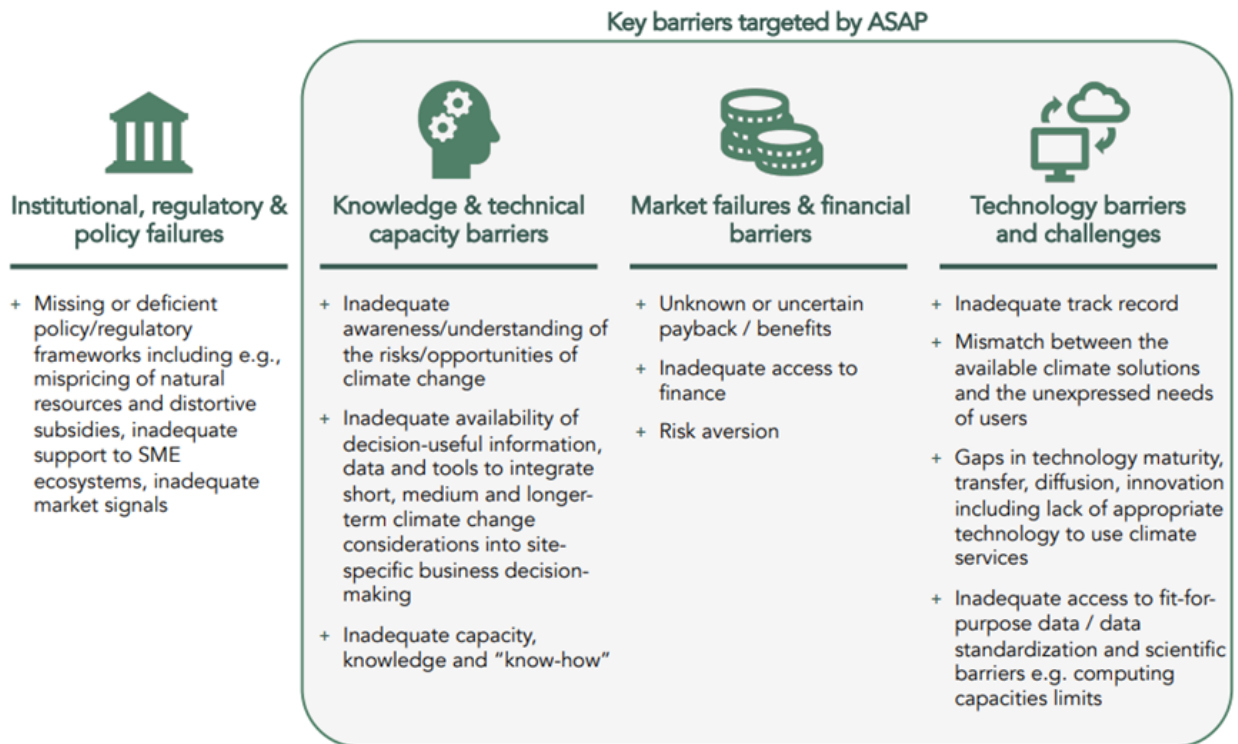 Key barriers targeted by ASAP
Institutional, regulatory &
policy failures
+ Missing or deficient
policy/regulatory
frameworks including e.g.,
mispricing of natural
resources and distortive
subsidies, inadequate
support to SME
ecosystems, inadequate
market signals
Knowledge & technical
capacity barriers
+ Inadequate
awareness/understanding of
the risks/opportunities of
climate change
+ Inadequate availability of
decision-useful information,
data and tools to integrate
short, medium and longer-
term climate change
considerations into site-
specific business decision-
making
+ Inadequate capacity,
knowledge and “know-how”
Market failures & financial
barriers
+ Unknown or uncertain
payback / benefits
+ Inadequate access to
finance
+ Risk aversion
Technology barriers
and challenges
+ Inadequate track record
+ Mismatch between the
available climate solutions
and the unexpressed needs
of users
+ Gaps in technology maturity,
transfer, diffusion, innovation
including lack of appropriate
technology to use climate
services
+ Inadequate access to fit-for-
purpose data / data
standardization and scientific
barriers e.g. computing
capacities limits